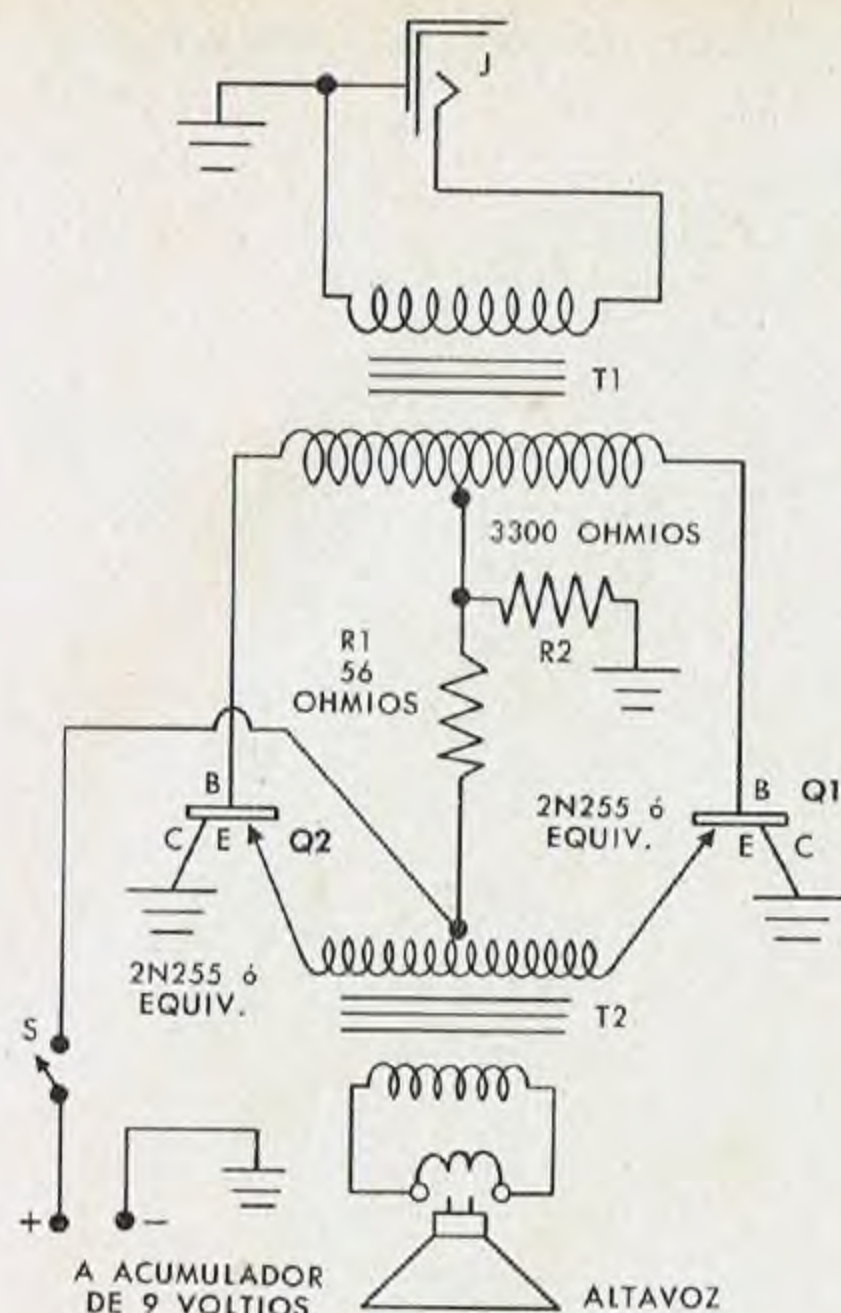 J
T1
3300 OHMIOS
R2
R1
56
OHMIOS
B
C E Q2
2N255 ó
EQUIV.
B Q1
E C
2N255 ó
EQUIV.
T2
S
+ −
A ACUMULADOR
DE 9 VOLTIOS
ALTAVOZ